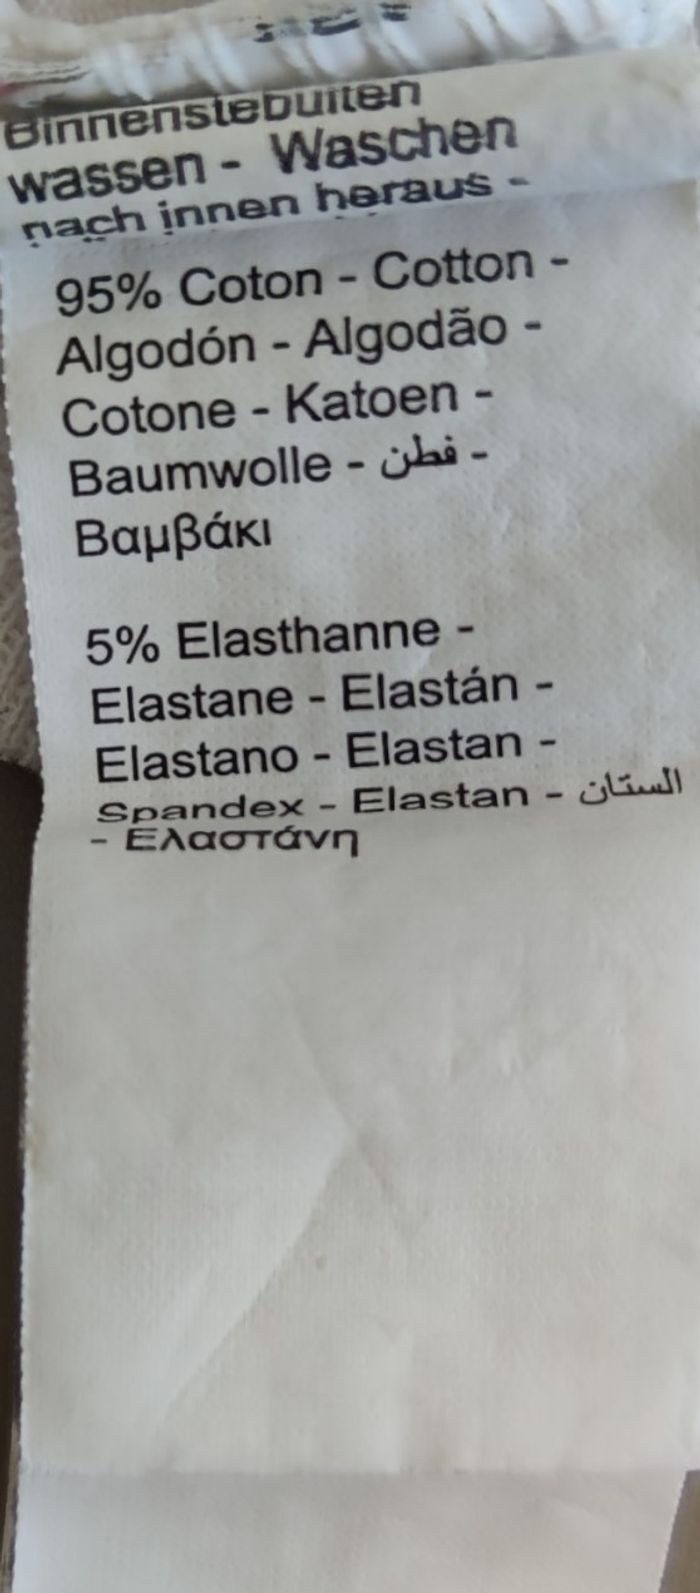 Binnenstebuiten
wassen - Waschen
nach innen heraus -
95% Coton - Cotton -
Algodón - Algodão -
Cotone - Katoen -
Baumwolle - قطن -
Βαμβάκι
5% Elasthanne -
Elastane - Elastán -
Elastano - Elastan -
Spandex - Elastan - الستان
- Ελαστάνη